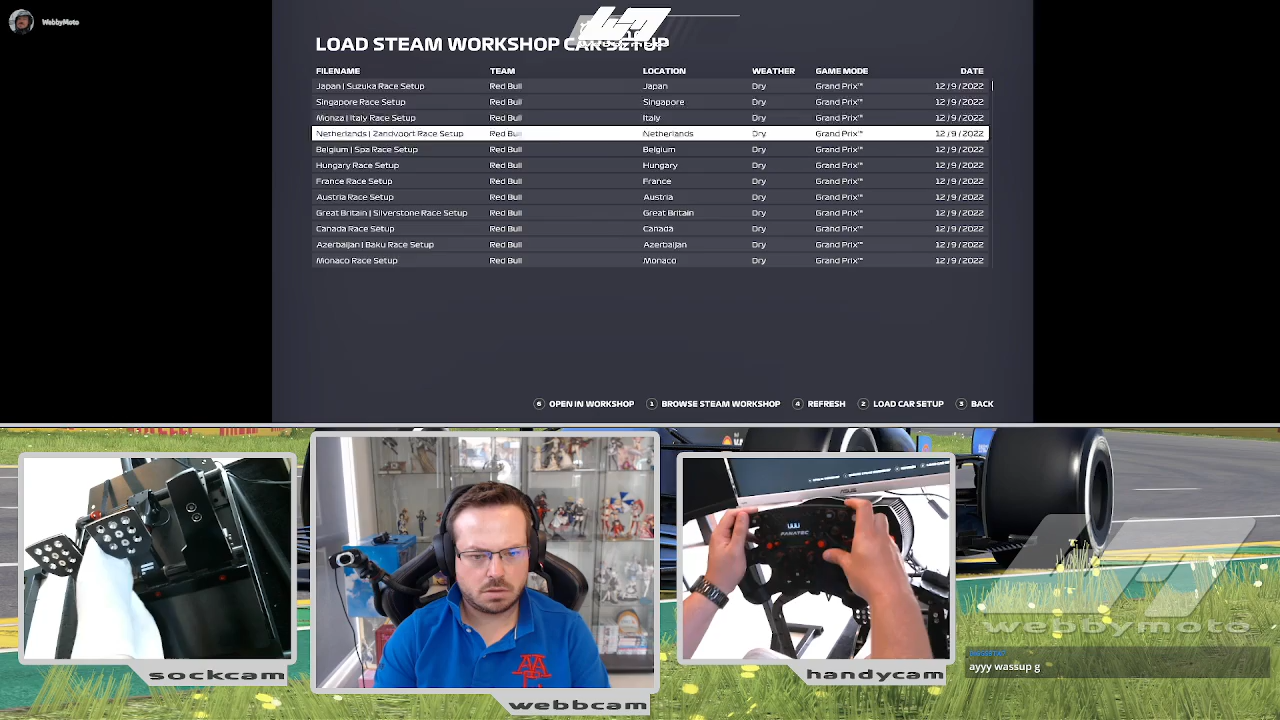 WebbyMoto
LOAD STEAM WORKSHOP CAR SETUP
FILENAME TEAM LOCATION WEATHER GAME MODE DATE
Japan | Suzuka Race Setup Red Bull Japan Dry Grand Prix™ 12/9/2022
Singapore Race Setup Red Bull Singapore Dry Grand Prix™ 12/9/2022
Monza | Italy Race Setup Red Bull Italy Dry Grand Prix™ 12/9/2022
Netherlands | Zandvoort Race Setup Red Bull Netherlands Dry Grand Prix™ 12/9/2022
Belgium | Spa Race Setup Red Bull Belgium Dry Grand Prix™ 12/9/2022
Hungary Race Setup Red Bull Hungary Dry Grand Prix™ 12/9/2022
France Race Setup Red Bull France Dry Grand Prix™ 12/9/2022
Austria Race Setup Red Bull Austria Dry Grand Prix™ 12/9/2022
Great Britain | Silverstone Race Setup Red Bull Great Britain Dry Grand Prix™ 12/9/2022
Canada Race Setup Red Bull Canada Dry Grand Prix™ 12/9/2022
Azerbaijan | Baku Race Setup Red Bull Azerbaijan Dry Grand Prix™ 12/9/2022
Monaco Race Setup Red Bull Monaco Dry Grand Prix™ 12/9/2022
6 OPEN IN WORKSHOP 1 BROWSE STEAM WORKSHOP 4 REFRESH 2 LOAD CAR SETUP 3 BACK
FANATEC
webbymoto
ayyy wassup g
sockcam
webbcam
handycam